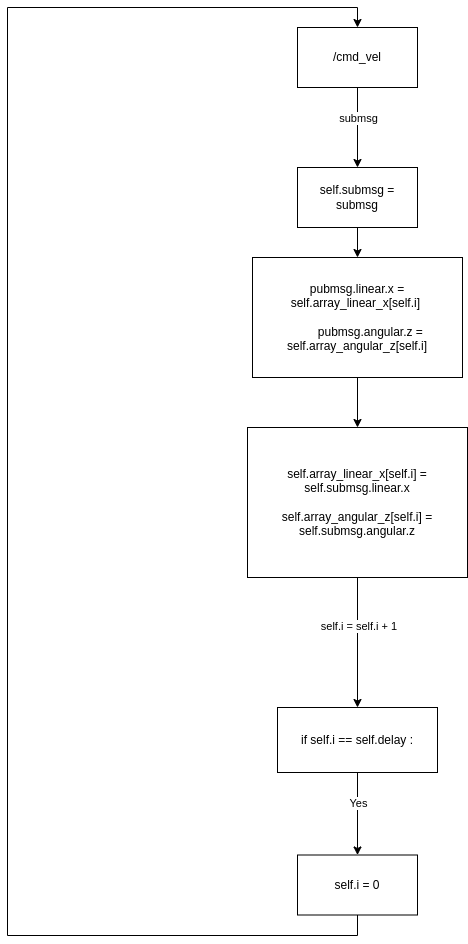 /cmd_vel
submsg
self.submsg =
submsg
pubmsg.linear.x =
self.array_linear_x[self.i]
pubmsg.angular.z =
self.array_angular_z[self.i]
self.array_linear_x[self.i] =
self.submsg.linear.x
self.array_angular_z[self.i] =
self.submsg.angular.z
self.i = self.i + 1
if self.i == self.delay :
Yes
self.i = 0